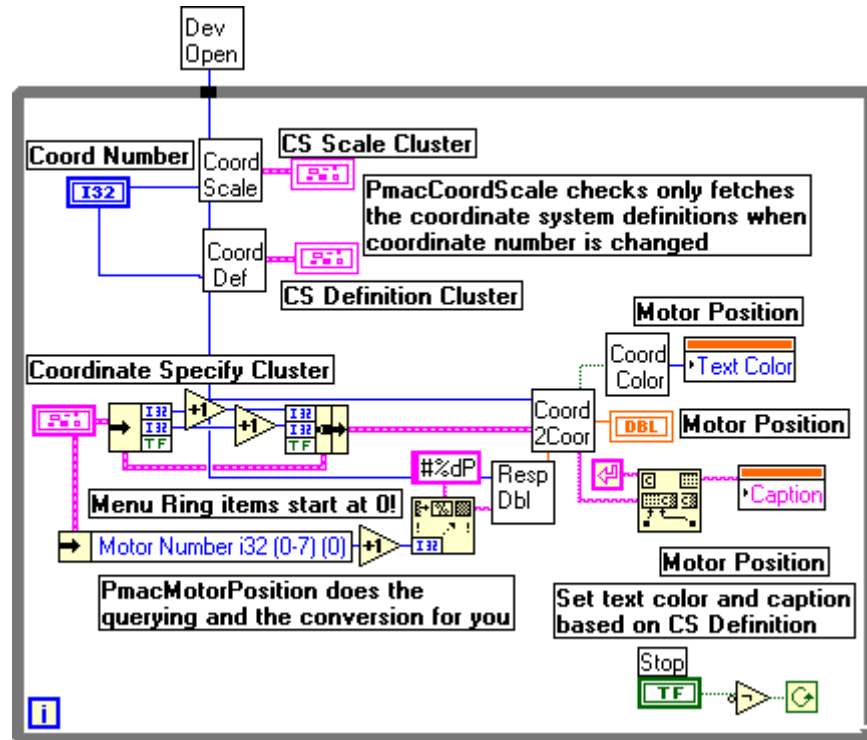 Dev
Open
Coord Number
I32
Coord
Scale
CS Scale Cluster
PmacCoordScale checks only fetches
the coordinate system definitions when
coordinate number is changed
Coord
Def
CS Definition Cluster
Motor Position
Coord
Color
Text Color
Coordinate Specify Cluster
I32
I32
TF
+1
+1
I32
I32
TF
Coord
2Coor
DBL
Motor Position
#%dP
Resp
Dbl
Caption
Menu Ring items start at 0!
Motor Number i32 (0-7) (0)
+1
I32
Motor Position
PmacMotorPosition does the
querying and the conversion for you
Set text color and caption
based on CS Definition
Stop
TF
i